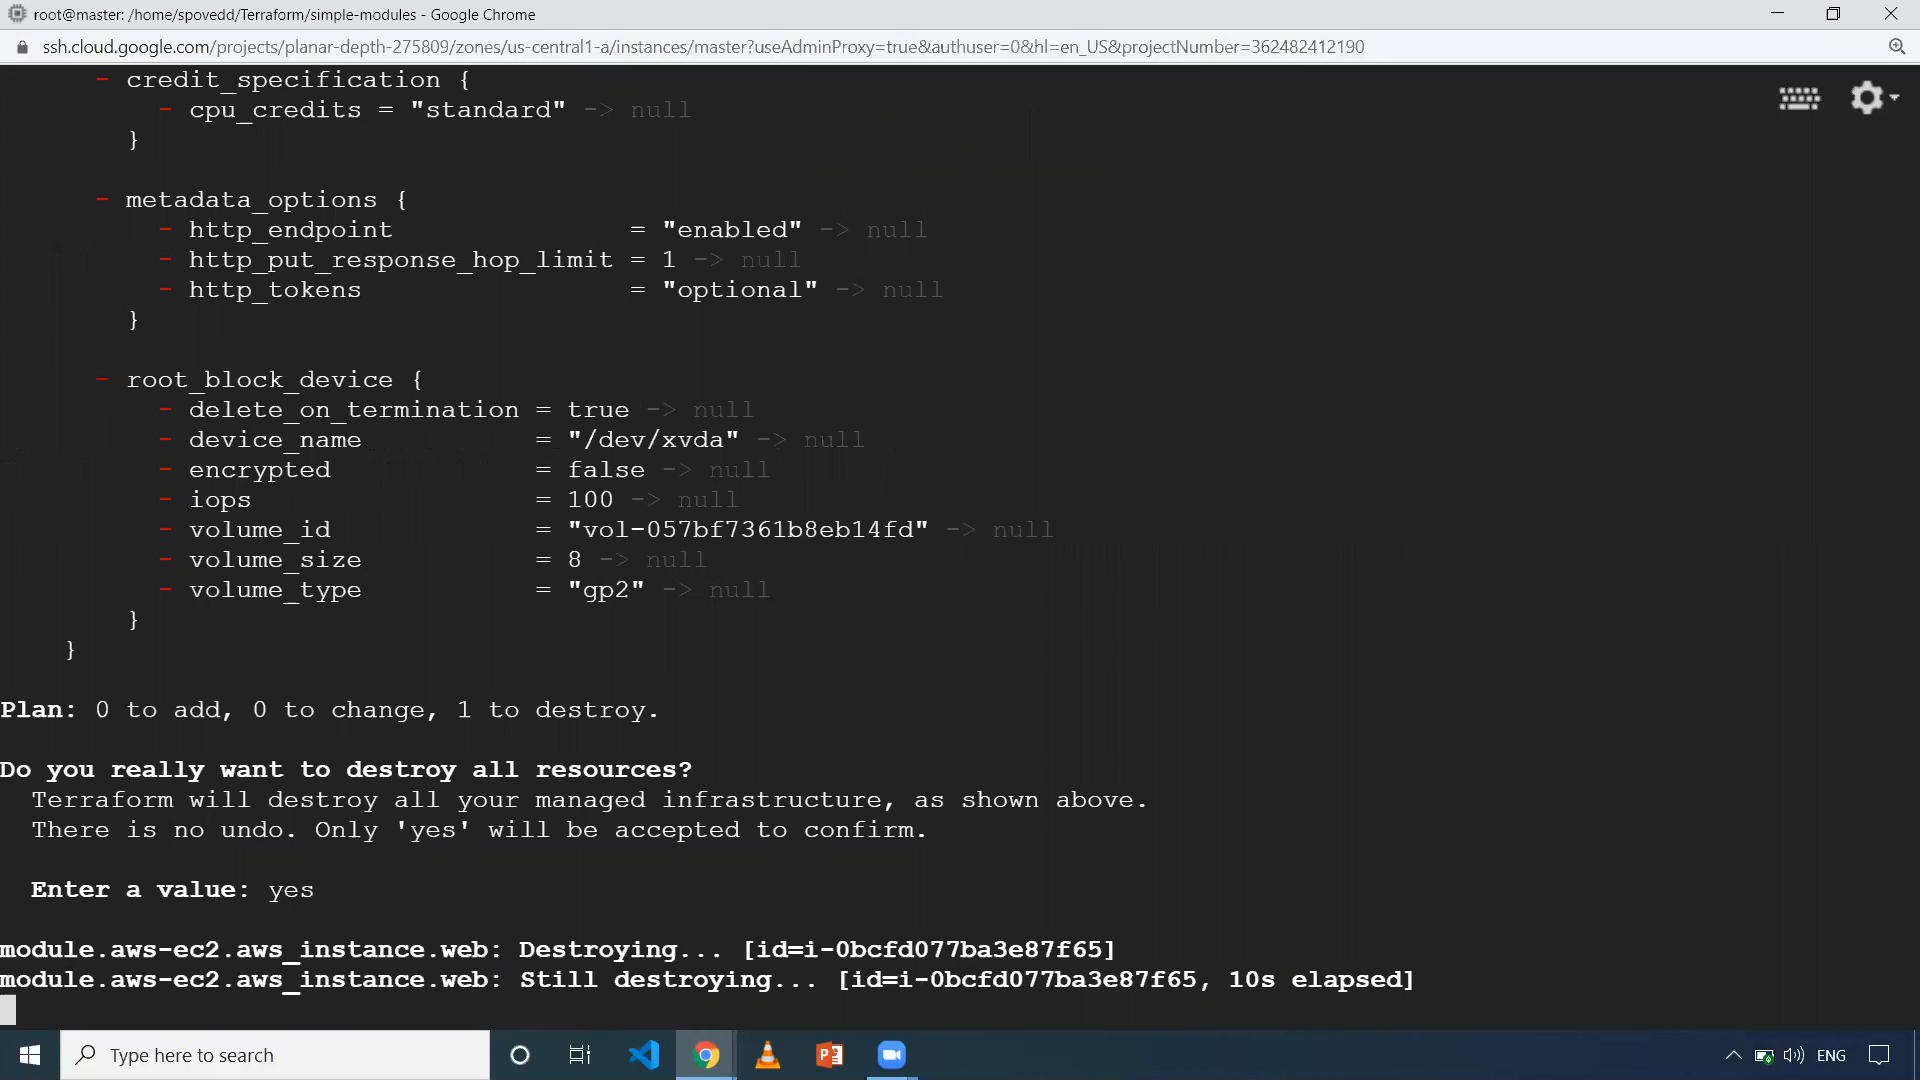 root@master: /home/spovedd/Terraform/simple-modules - Google Chrome
ssh.cloud.google.com/projects/planar-depth-275809/zones/us-central1-a/instances/master?useAdminProxy=true&authuser=0&hl=en_US&projectNumber=362482412190
- credit_specification {
- cpu_credits = "standard" -> null
}
- metadata_options {
- http_endpoint = "enabled" -> null
- http_put_response_hop_limit = 1 -> null
- http_tokens = "optional" -> null
}
- root_block_device {
- delete_on_termination = true -> null
- device_name = "/dev/xvda" -> null
- encrypted = false -> null
- iops = 100 -> null
- volume_id = "vol-057bf7361b8eb14fd" -> null
- volume_size = 8 -> null
- volume_type = "gp2" -> null
}
}
Plan: 0 to add, 0 to change, 1 to destroy.
Do you really want to destroy all resources?
Terraform will destroy all your managed infrastructure, as shown above.
There is no undo. Only 'yes' will be accepted to confirm.
Enter a value: yes
module.aws-ec2.aws_instance.web: Destroying... [id=i-0bcfd077ba3e87f65]
module.aws-ec2.aws_instance.web: Still destroying... [id=i-0bcfd077ba3e87f65, 10s elapsed]
Type here to search
ENG